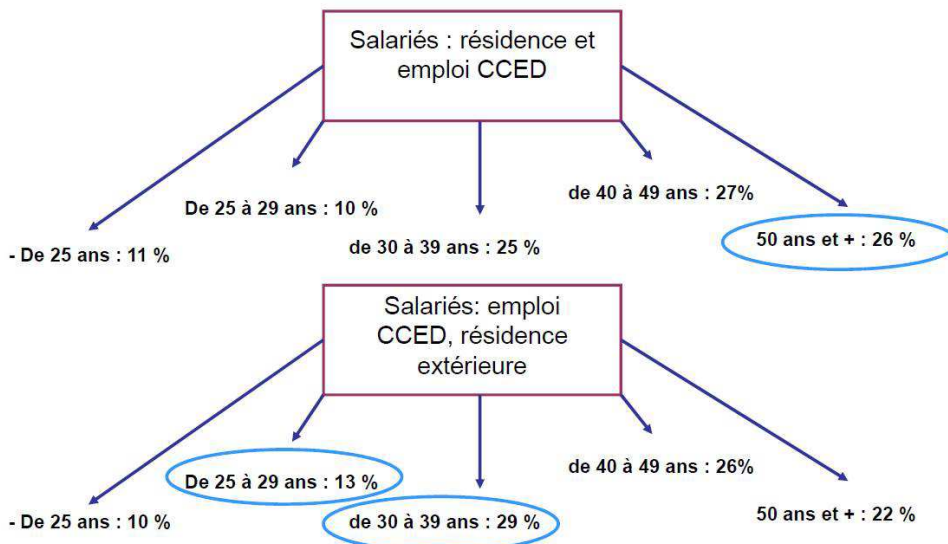 Salariés : résidence et
emploi CCED
de 40 à 49 ans : 27%
De 25 à 29 ans : 10 %
50 ans et + : 26 %
- De 25 ans : 11 %
de 30 à 39 ans : 25 %
Salariés: emploi
CCED, résidence
extérieure
de 40 à 49 ans : 26%
De 25 à 29 ans : 13 %
- De 25 ans : 10 %
de 30 à 39 ans : 29 %
50 ans et + : 22 %